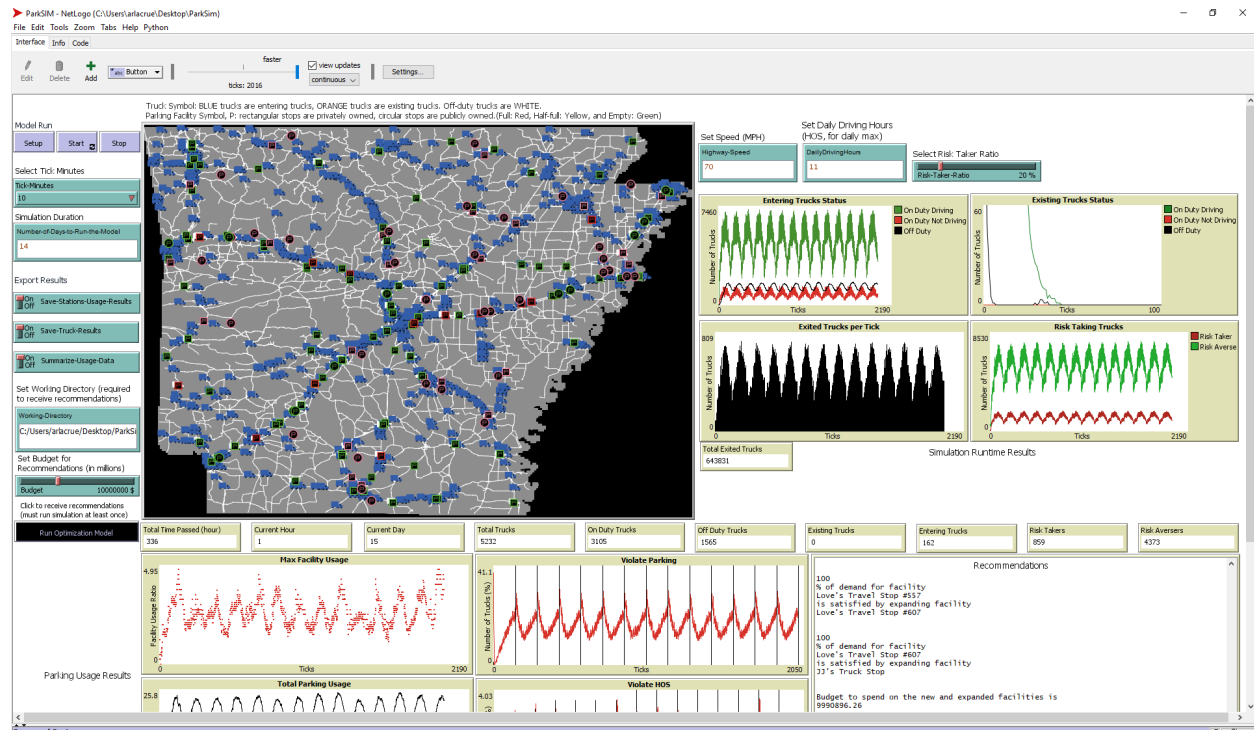 ParkSIM - NetLogo {C:\Users\arlacrue\Desktop\ParkSim}
File Edit Tools Zoom Tabs Help Python
Interface Info Code
Edit Delete Add abc Button faster ticks: 2016 view updates continuous Settings...
Truck Symbol: BLUE trucks are entering trucks, ORANGE trucks are existing trucks. Off-duty trucks are WHITE.
Parking Facility Symbol, P: rectangular stops are privately owned, circular stops are publicly owned.(Full: Red, Half-full: Yellow, and Empty: Green)
Model Run
Setup Start Stop
Select Tick Minutes
Tick-Minutes
10
Simulation Duration
Number-of-Days-to-Run-the-Model
14
Export Results
On
Off
Save-Stations-Usage-Results
On
Off
Save-Truck-Results
On
Off
Summarize-Usage-Data
Set Working Directory (required
to receive recommendations)
Working-Directory
C:/Users/arlacrue/Desktop/ParkSi
Set Budget for
Recommendations (in millions)
Budget 10000000 $
Click to receive recommendations
(must run simulation at least once)
Run Optimization Model
Set Speed (MPH)
Highway-Speed
70
Set Daily Driving Hours
(HOS, for daily max)
DailyDrivingHours
11
Select Risk Taker Ratio
Risk-Taker-Ratio 20 %
Entering Trucks Status
7460
Number of Trucks
0
0 Ticks 2190
On Duty Driving
On Duty Not Driving
Off Duty
Existing Trucks Status
60
Number of Trucks
0
0 Ticks 100
On Duty Driving
On Duty Not Driving
Off Duty
Exited Trucks per Tick
809
Number of Trucks
0
0 Ticks 2190
Risk Taking Trucks
8530
Number of Trucks
0
0 Ticks 2190
Risk Taker
Risk Averse
Total Exited Trucks
643831
Simulation Runtime Results
Total Time Passed (hour)
336
Current Hour
1
Current Day
15
Total Trucks
5232
On Duty Trucks
3105
Off Duty Trucks
1565
Existing Trucks
0
Entering Trucks
162
Risk Takers
859
Risk Aversers
4373
Parking Usage Results
Max Facility Usage
4.95
Facility Usage Ratio
0
0 Ticks 2190
Violate Parking
41.1
Number of Trucks (%)
0
0 Ticks 2050
Total Parking Usage
25.8
Violate HOS
4.03
Recommendations
100
% of demand for facility
Love's Travel Stop #557
is satisfied by expanding facility
Love's Travel Stop #607
100
% of demand for facility
Love's Travel Stop #607
is satisfied by expanding facility
JJ's Truck Stop
Budget to spend on the new and expanded facilities is
9990896.26